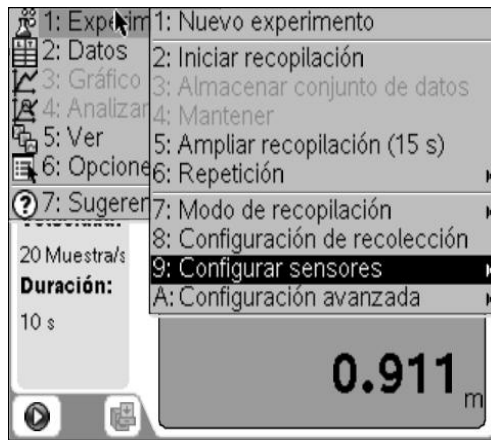 1: Experim
2: Datos
3: Gráfico
4: Analizar
5: Ver
6: Opcione
7: Sugeren
1: Nuevo experimento
2: Iniciar recopilación
3: Almacenar conjunto de datos
4: Mantener
5: Ampliar recopilación (15 s)
6: Repetición
7: Modo de recopilación
8: Configuración de recolección
9: Configurar sensores
A: Configuración avanzada
20 Muestra/s
Duración:
10 s
0.911 m